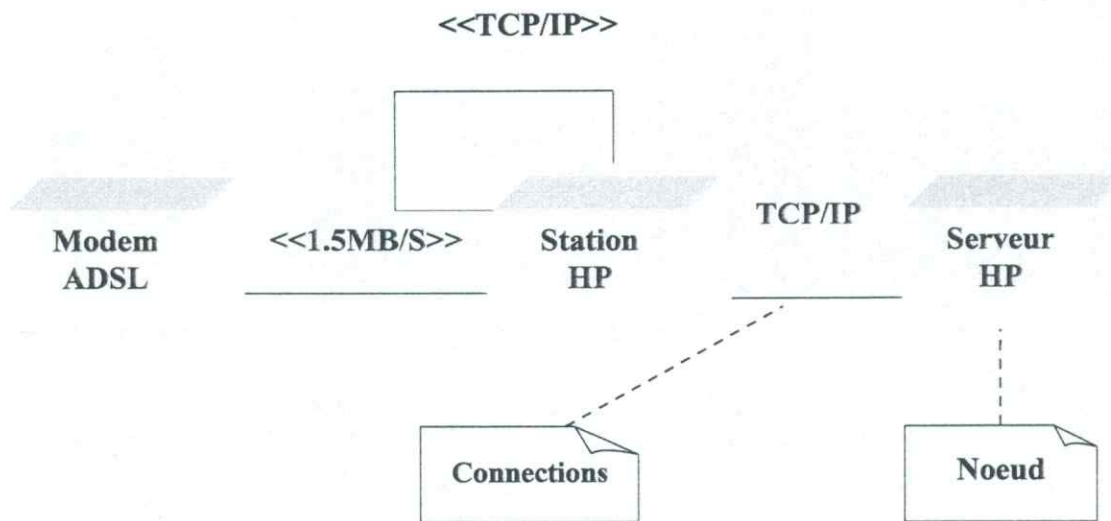 <<TCP/IP>>
Modem
ADSL
<<1.5MB/S>>
Station
HP
TCP/IP
Serveur
HP
Connections
Noeud